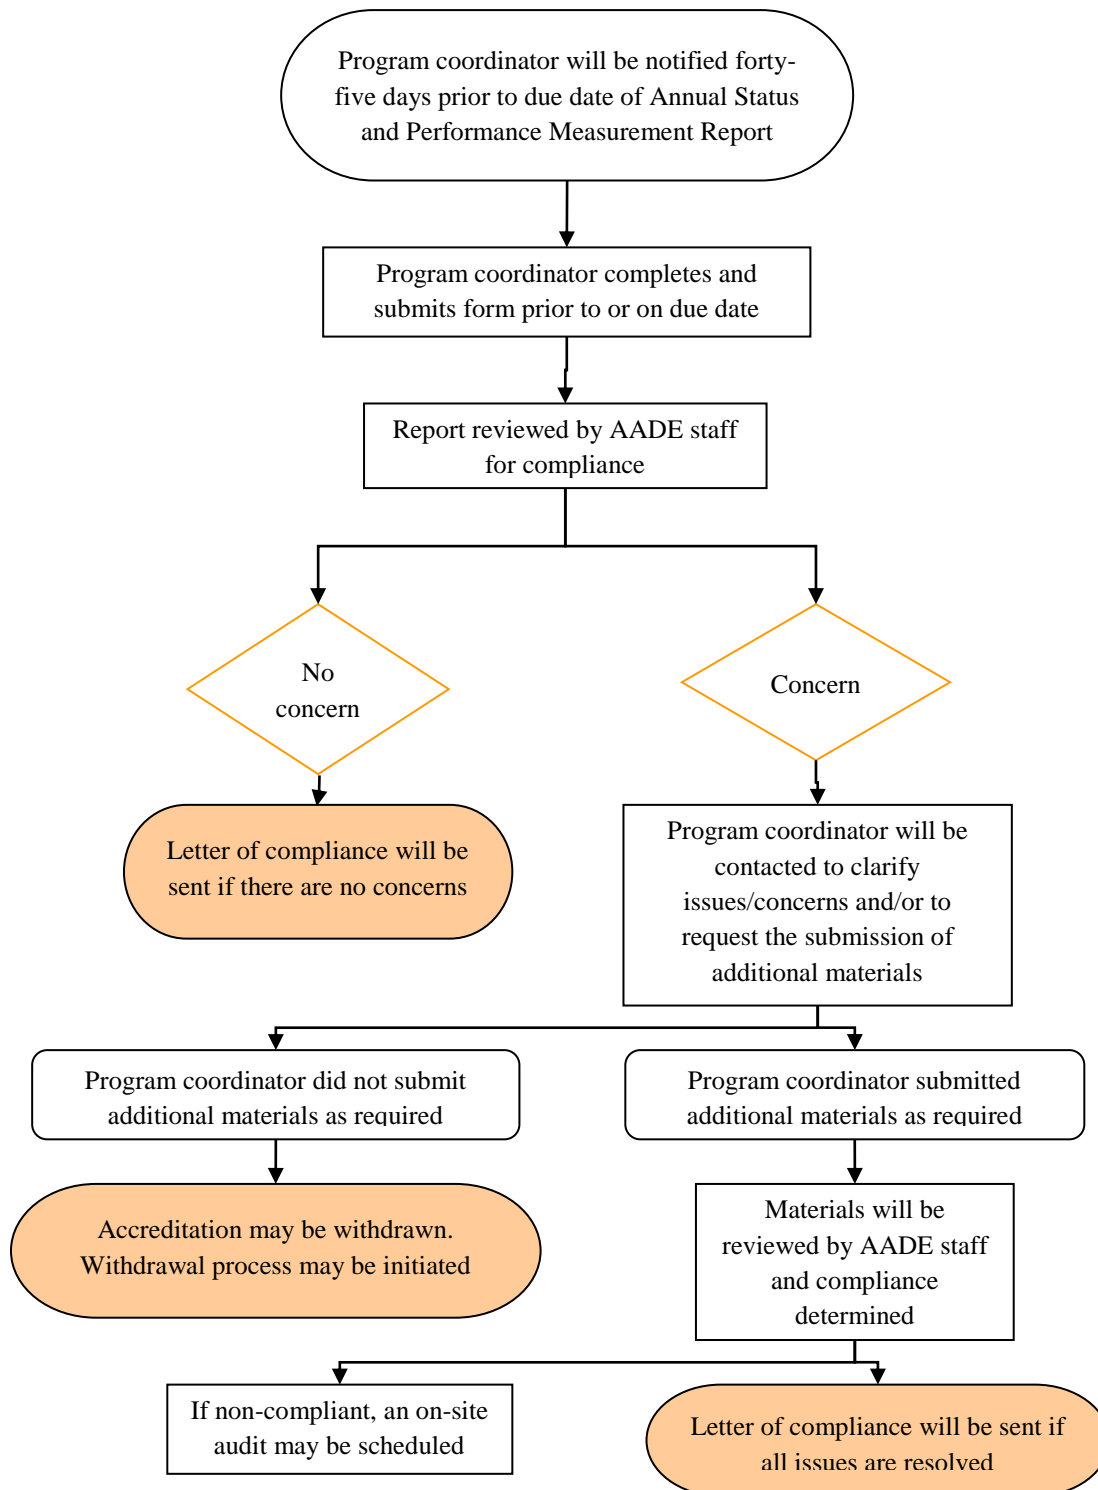 Program coordinator will be notified forty-
five days prior to due date of Annual Status
and Performance Measurement Report
Program coordinator completes and
submits form prior to or on due date
Report reviewed by AADE staff
for compliance
No
concern
Concern
Letter of compliance will be
sent if there are no concerns
Program coordinator will be
contacted to clarify
issues/concerns and/or to
request the submission of
additional materials
Program coordinator did not submit
additional materials as required
Program coordinator submitted
additional materials as required
Accreditation may be withdrawn.
Withdrawal process may be initiated
Materials will be
reviewed by AADE staff
and compliance
determined
If non-compliant, an on-site
audit may be scheduled
Letter of compliance will be sent if
all issues are resolved